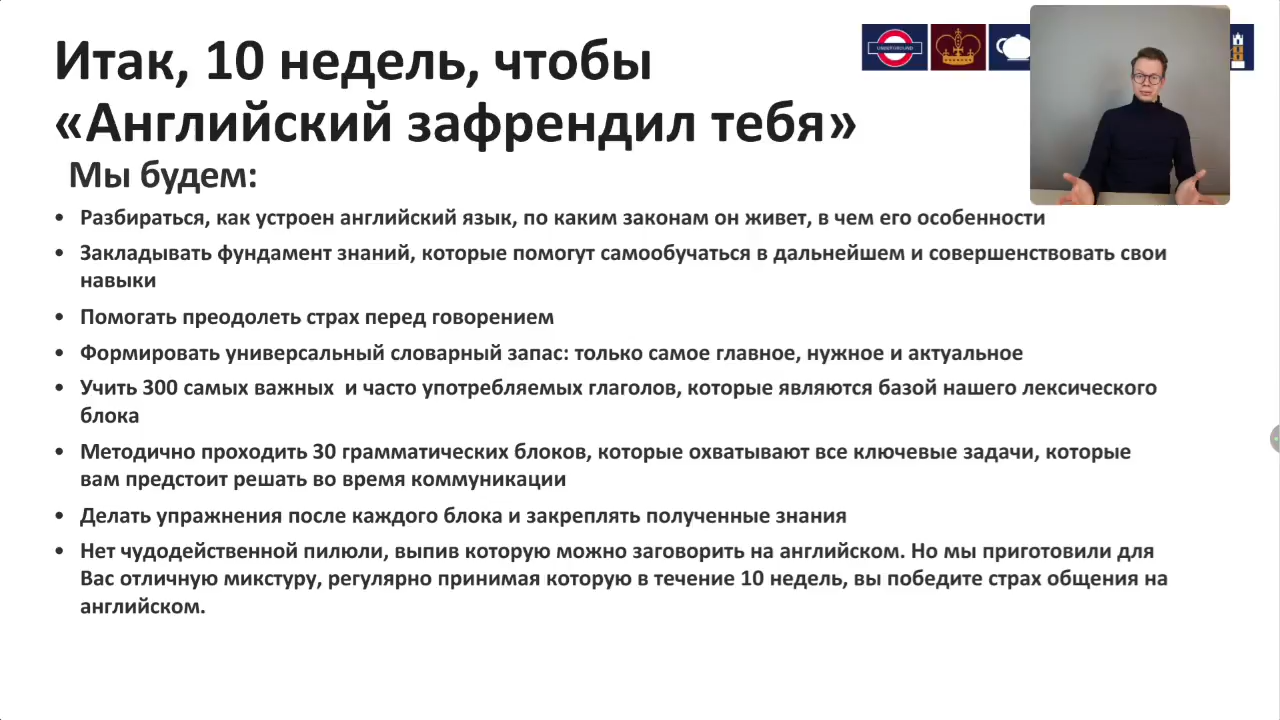 Итак, 10 недель, чтобы
«Английский зафрендил тебя»
UNDERGROUND
Мы будем:
• Разбираться, как устроен английский язык, по каким законам он живет, в чем его особенности
• Закладывать фундамент знаний, которые помогут самообучаться в дальнейшем и совершенствовать свои
навыки
• Помогать преодолеть страх перед говорением
• Формировать универсальный словарный запас: только самое главное, нужное и актуальное
• Учить 300 самых важных  и часто употребляемых глаголов, которые являются базой нашего лексического
блока
• Методично проходить 30 грамматических блоков, которые охватывают все ключевые задачи, которые
вам предстоит решать во время коммуникации
• Делать упражнения после каждого блока и закреплять полученные знания
• Нет чудодейственной пилюли, выпив которую можно заговорить на английском. Но мы приготовили для
Вас отличную микстуру, регулярно принимая которую в течение 10 недель, вы победите страх общения на
английском.